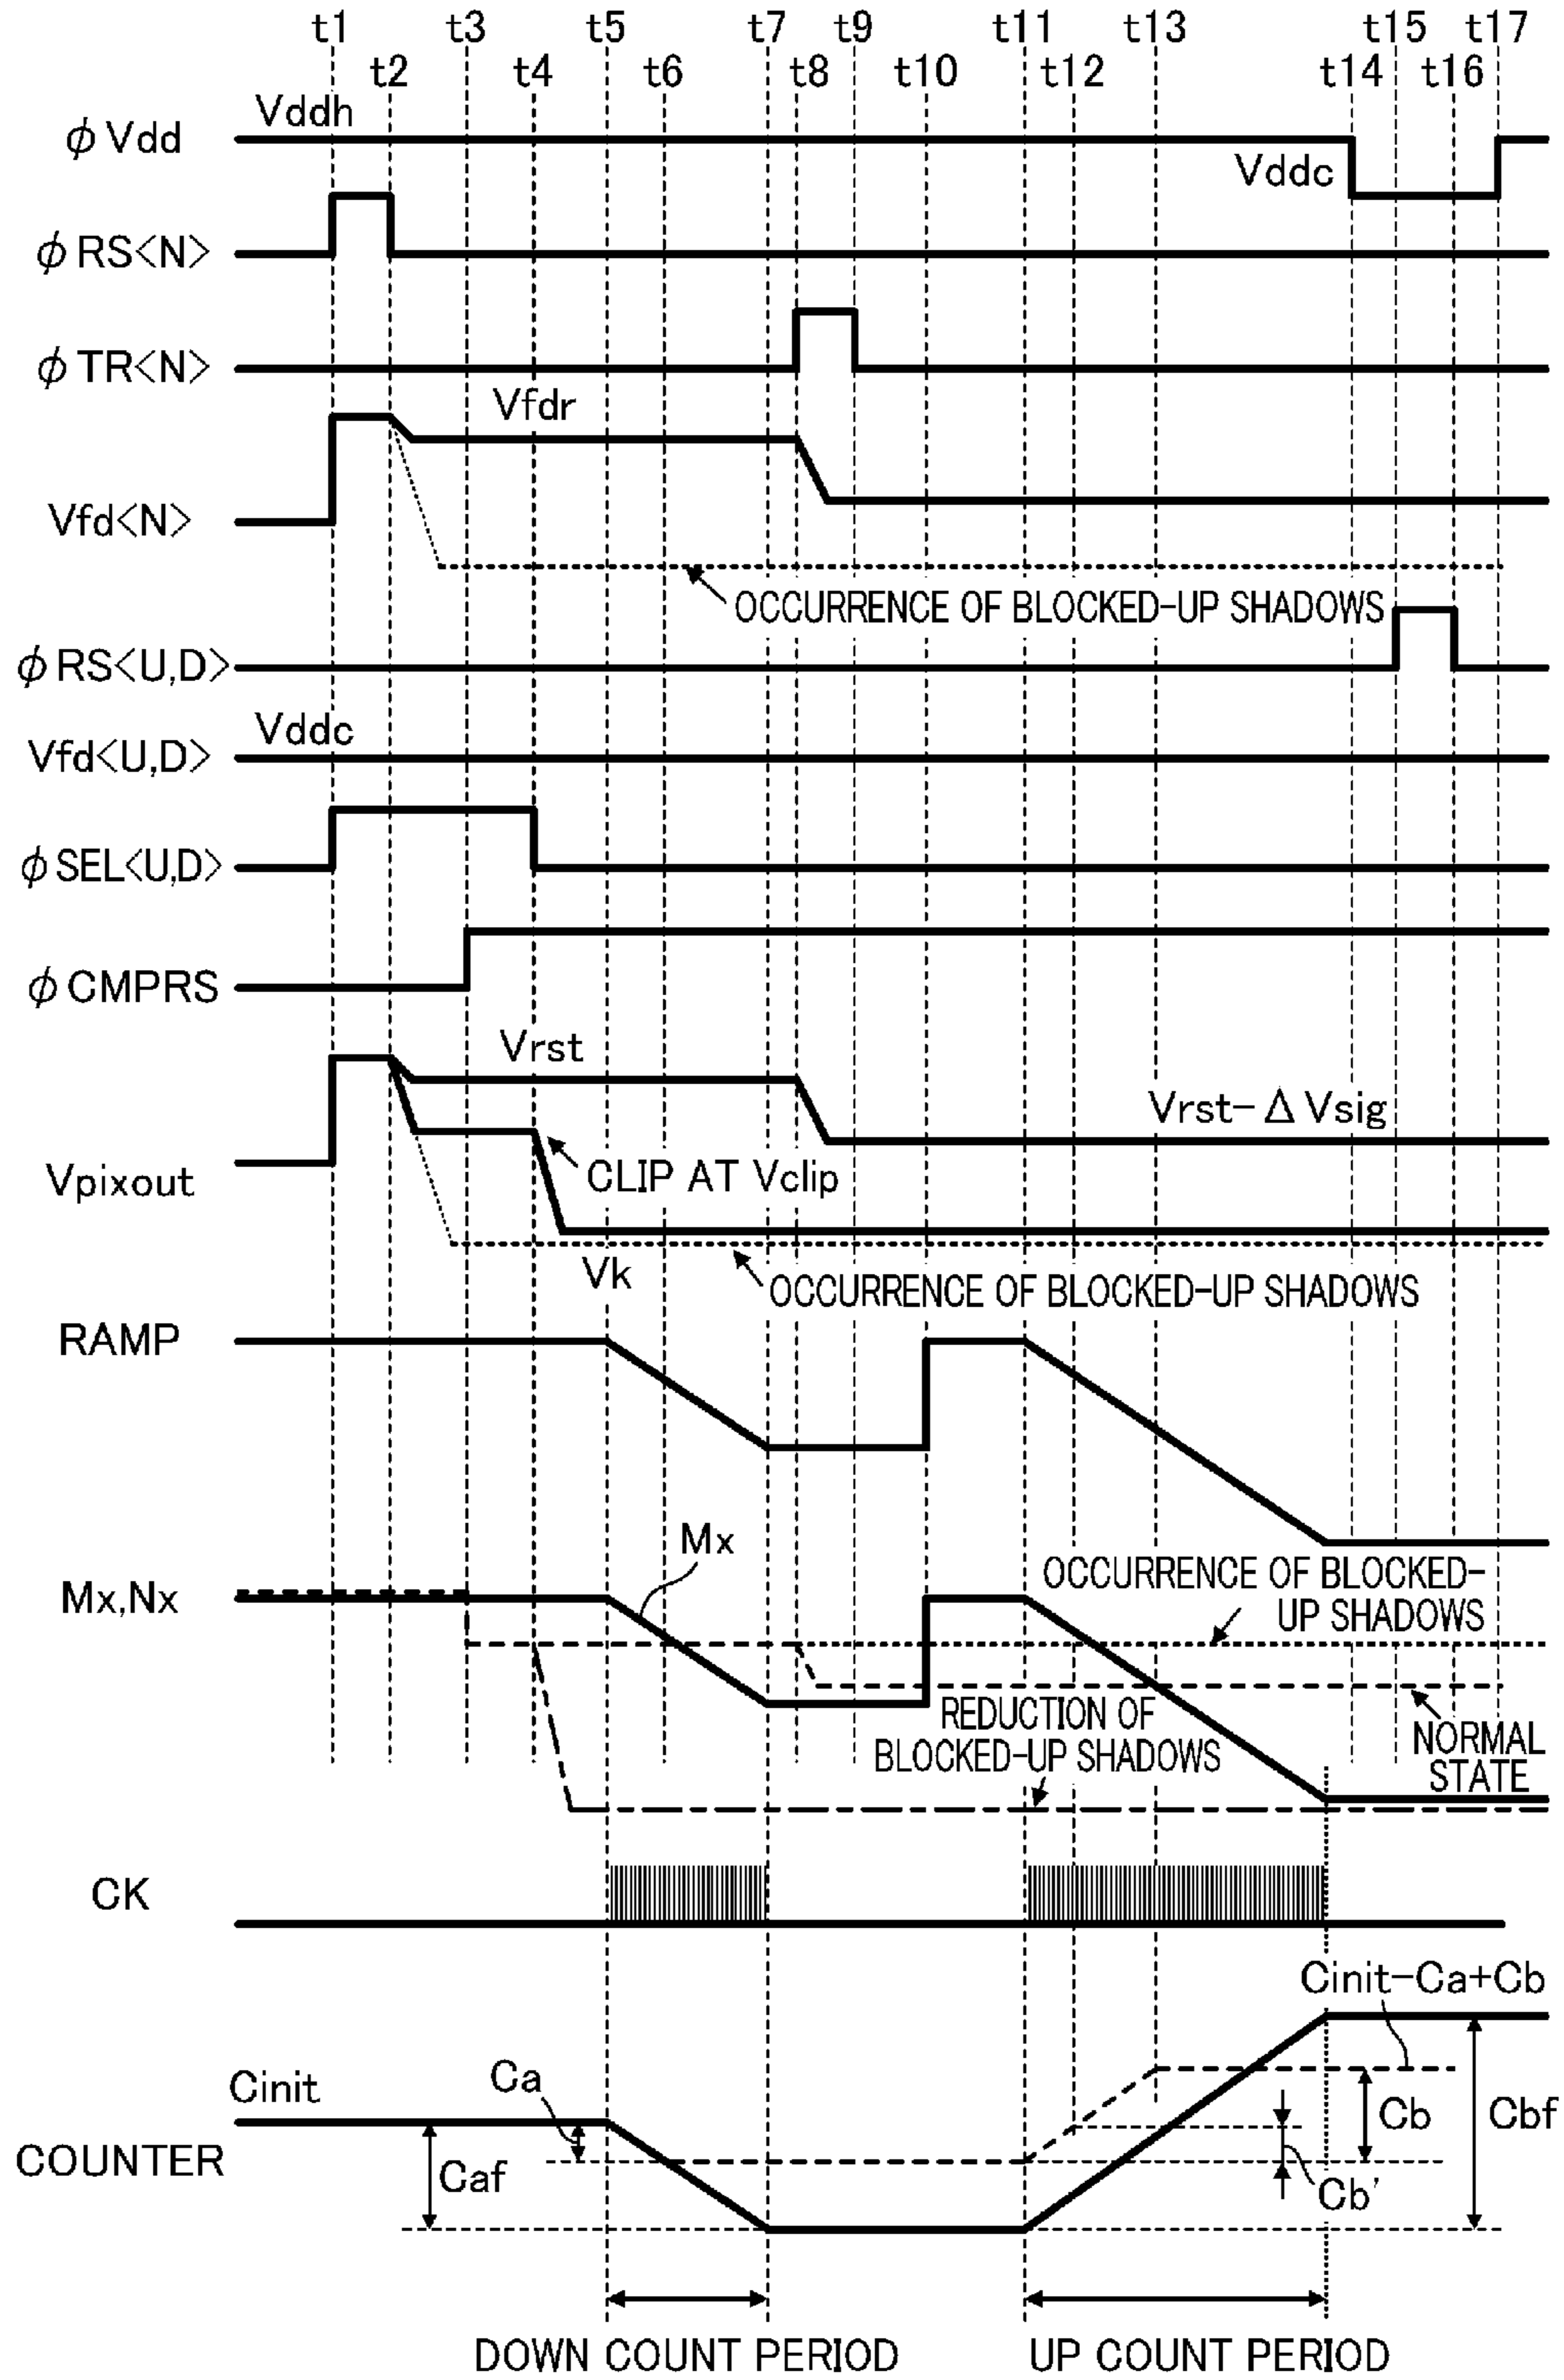 t1 t3 t5 t7 t9 t11 t13 t15 t17
t2 t4 t6 t8 t10 t12 t14 t16
Vddh
φVdd
Vddc
φRS<N>
φTR<N>
Vfdr
Vfd<N>
OCCURRENCE OF BLOCKED-UP SHADOWS
φRS<U,D>
Vddc
Vfd<U,D>
φSEL<U,D>
φCMPRS
Vrst
Vrst-ΔVsig
Vpixout
CLIP AT Vclip
Vk
OCCURRENCE OF BLOCKED-UP SHADOWS
RAMP
Mx
OCCURRENCE OF BLOCKED-
UP SHADOWS
Mx,Nx
REDUCTION OF
BLOCKED-UP SHADOWS
NORMAL
STATE
CK
Cinit-Ca+Cb
Cinit
Ca
Cb
Cbf
COUNTER
Caf
Cb'
DOWN COUNT PERIOD
UP COUNT PERIOD